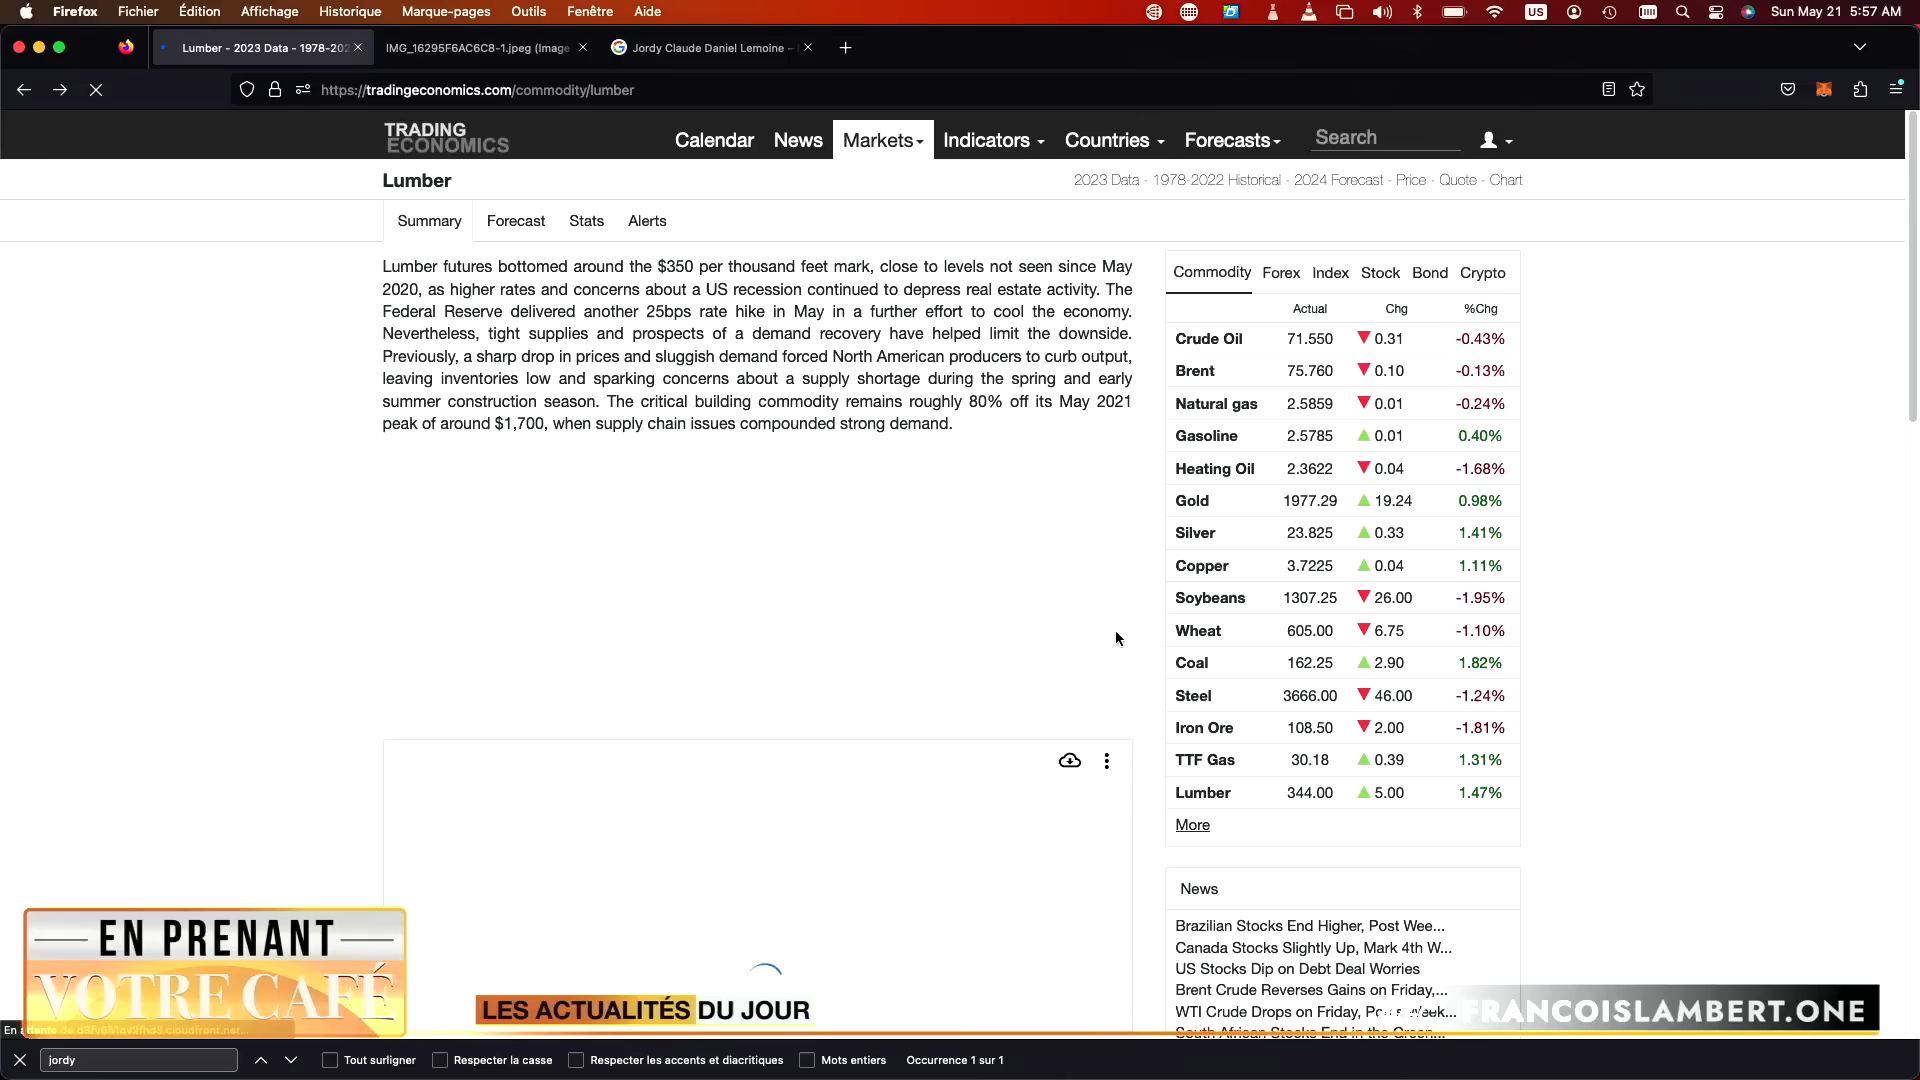 Firefox Fichier Édition Affichage Historique Marque-pages Outils Fenêtre Aide US Sun May 21 5:57 AM
Lumber - 2023 Data - 1978-202 IMG_16295F6AC6C8-1.jpeg (Image Jordy Claude Daniel Lemoine –
https://tradingeconomics.com/commodity/lumber
TRADING
ECONOMICS
Calendar News Markets Indicators Countries Forecasts Search
Lumber
2023 Data - 1978-2022 Historical - 2024 Forecast - Price - Quote - Chart
Summary Forecast Stats Alerts
Lumber futures bottomed around the $350 per thousand feet mark, close to levels not seen since May
2020, as higher rates and concerns about a US recession continued to depress real estate activity. The
Federal Reserve delivered another 25bps rate hike in May in a further effort to cool the economy.
Nevertheless, tight supplies and prospects of a demand recovery have helped limit the downside.
Previously, a sharp drop in prices and sluggish demand forced North American producers to curb output,
leaving inventories low and sparking concerns about a supply shortage during the spring and early
summer construction season. The critical building commodity remains roughly 80% off its May 2021
peak of around $1,700, when supply chain issues compounded strong demand.
Commodity Forex Index Stock Bond Crypto
Actual Chg %Chg
Crude Oil 71.550 0.31 -0.43%
Brent 75.760 0.10 -0.13%
Natural gas 2.5859 0.01 -0.24%
Gasoline 2.5785 0.01 0.40%
Heating Oil 2.3622 0.04 -1.68%
Gold 1977.29 19.24 0.98%
Silver 23.825 0.33 1.41%
Copper 3.7225 0.04 1.11%
Soybeans 1307.25 26.00 -1.95%
Wheat 605.00 6.75 -1.10%
Coal 162.25 2.90 1.82%
Steel 3666.00 46.00 -1.24%
Iron Ore 108.50 2.00 -1.81%
TTF Gas 30.18 0.39 1.31%
Lumber 344.00 5.00 1.47%
More
News
Brazilian Stocks End Higher, Post Wee...
Canada Stocks Slightly Up, Mark 4th W...
US Stocks Dip on Debt Deal Worries
Brent Crude Reverses Gains on Friday,...
WTI Crude Drops on Friday,
South African Stocks End in the Green...
EN PRENANT
VOTRE CAFÉ
LES ACTUALITÉS DU JOUR
FRANCOISLAMBERT.ONE
jordy Tout surligner Respecter la casse Respecter les accents et diacritiques Mots entiers Occurrence 1 sur 1